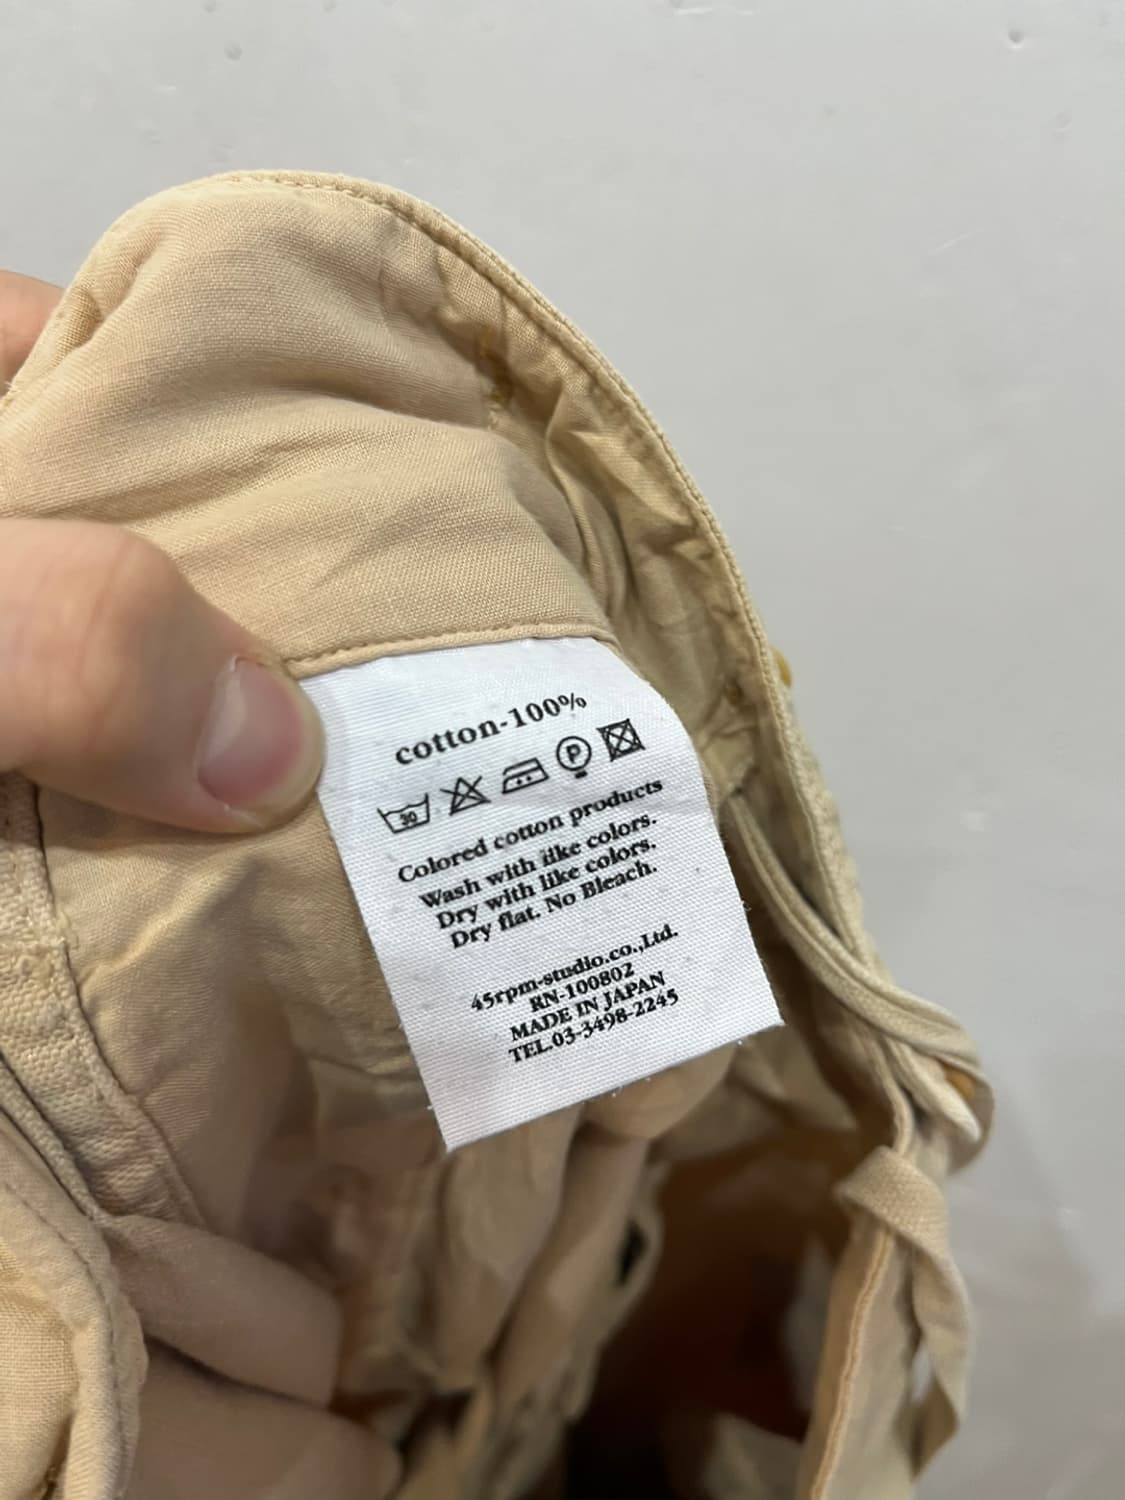 cotton-100%
30 P
Colored cotton products
Wash with like colors.
Dry with like colors.
Dry flat. No Bleach.
45rpm-studio.co.,Ltd.
RN-100802
MADE IN JAPAN
TEL.03-3498-2245